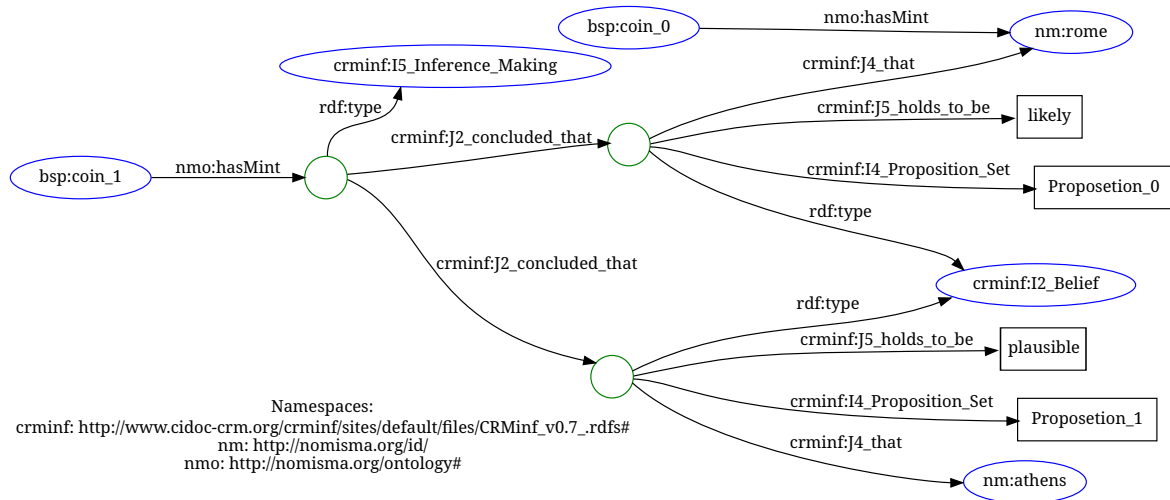 nmo:hasMint
bsp:coin_0
nm:rome
crminf:I5_Inference_Making
crminf:J4_that
rdf:type
crminf:J5_holds_to_be
likely
crminf:J2_concluded_that
bsp:coin_1
nmo:hasMint
crminf:I4_Proposition_Set
Proposetion_0
rdf:type
crminf:J2_concluded_that
crminf:I2_Belief
rdf:type
crminf:J5_holds_to_be
plausible
crminf:I4_Proposition_Set
Proposetion_1
crminf:J4_that
nm:athens
Namespaces:
crminf: http://www.cidoc-crm.org/crminf/sites/default/files/CRMinf_v0.7_.rdfs#
nm: http://nomisma.org/id/
nmo: http://nomisma.org/ontology#